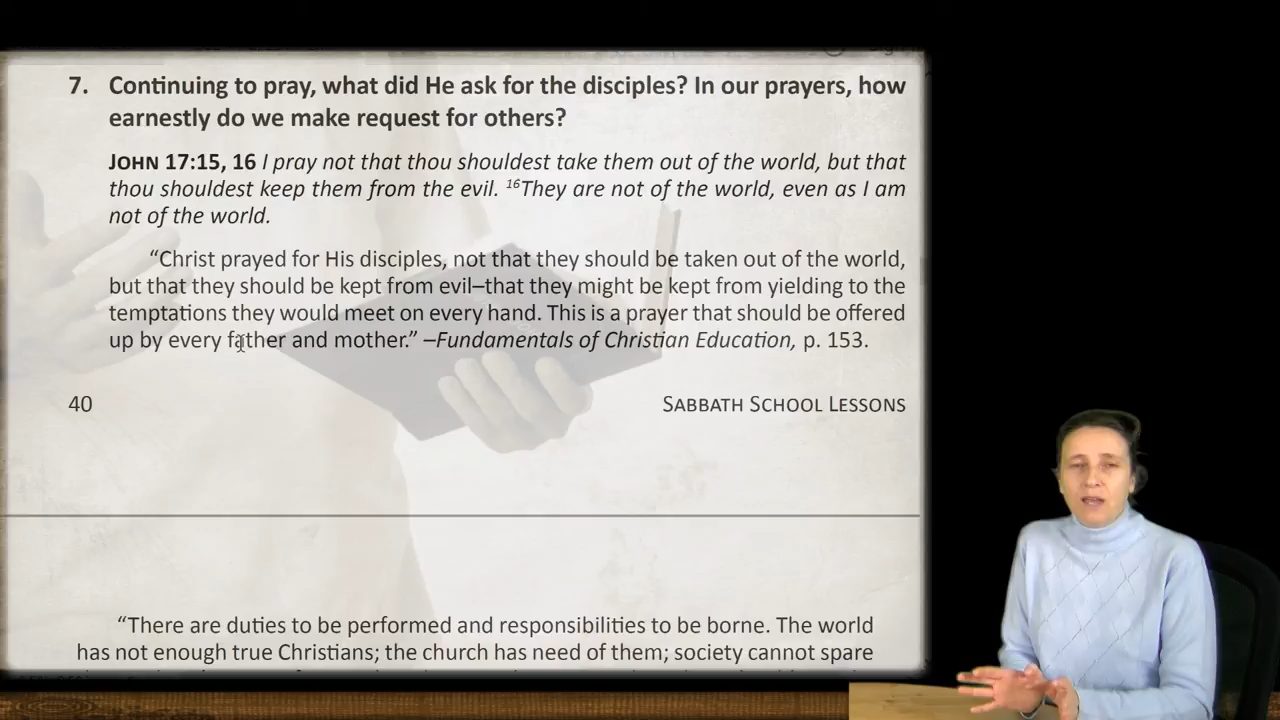 7. Continuing to pray, what did He ask for the disciples? In our prayers, how
earnestly do we make request for others?
JOHN 17:15, 16 I pray not that thou shouldest take them out of the world, but that
thou shouldest keep them from the evil. ¹⁶They are not of the world, even as I am
not of the world.
“Christ prayed for His disciples, not that they should be taken out of the world,
but that they should be kept from evil–that they might be kept from yielding to the
temptations they would meet on every hand. This is a prayer that should be offered
up by every father and mother.” –Fundamentals of Christian Education, p. 153.
40 SABBATH SCHOOL LESSONS
“There are duties to be performed and responsibilities to be borne. The world
has not enough true Christians; the church has need of them; society cannot spare